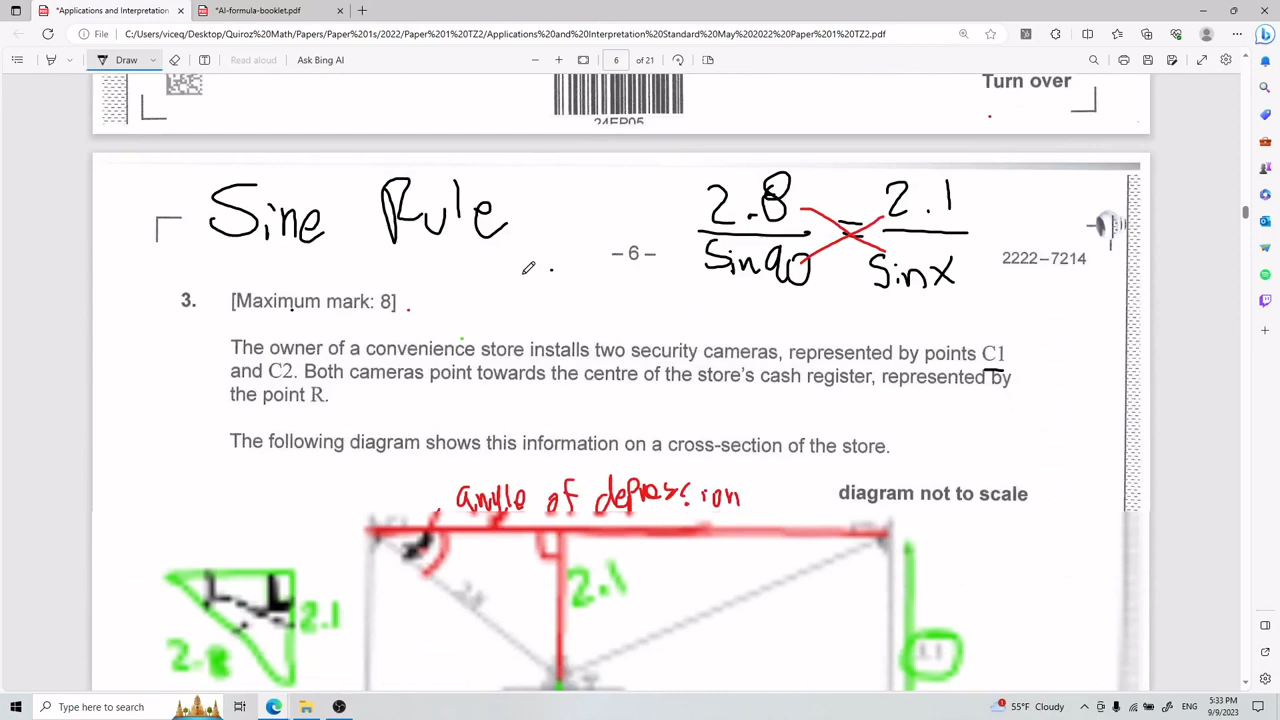 *Applications and Interpretation
*AI-formula-booklet.pdf
File
C:/Users/viceq/Desktop/Quiroz%20Math/Papers/Paper%201s/2022/Paper%201%20TZ2/Applications%20and%20Interpretation%20Standard%20May%202022%20Paper%201%20TZ2.pdf
Draw
Read aloud
Ask Bing AI
6
of 21
Turn over
24EP05
Sine Rule
2.8 = 2.1
sin90 sinx
– 6 –
2222–7214
3. [Maximum mark: 8]
The owner of a convenience store installs two security cameras, represented by points C1
and C2. Both cameras point towards the centre of the store's cash register, represented by
the point R.
The following diagram shows this information on a cross-section of the store.
angle of depression
diagram not to scale
2.1
2.1
2.8
Type here to search
55°F Cloudy
5:33 PM
9/9/2023